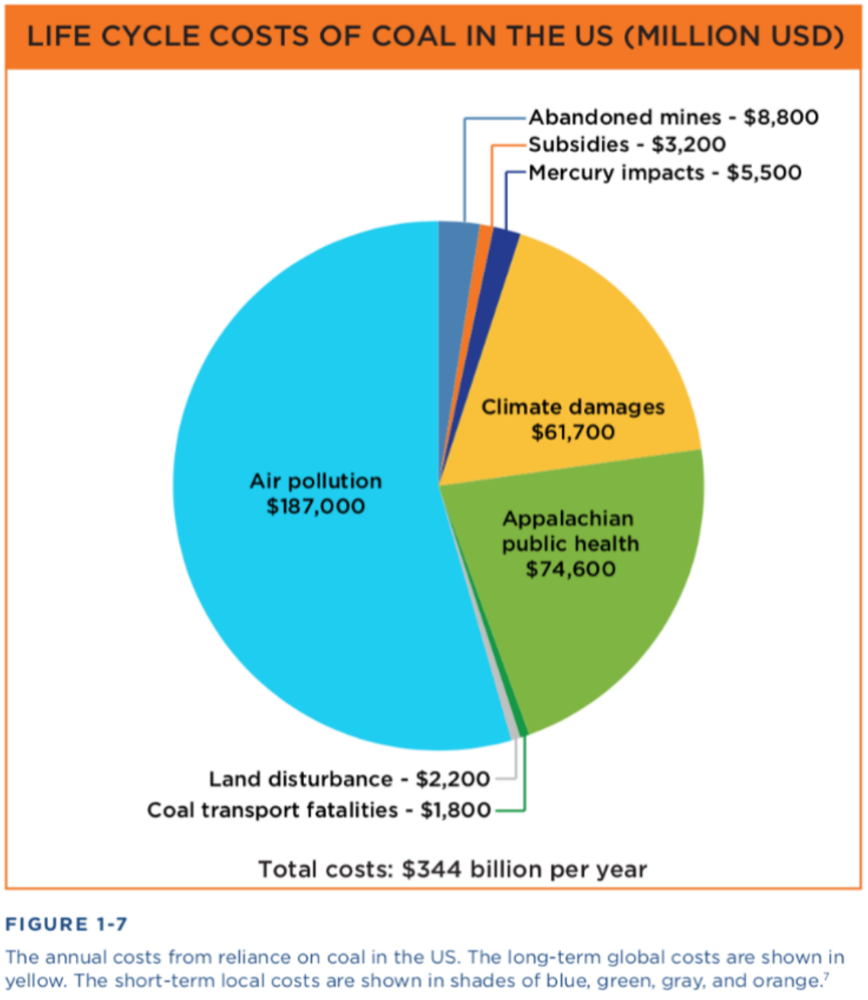 LIFE CYCLE COSTS OF COAL IN THE US (MILLION USD)
Abandoned mines - $8,800
Subsidies - $3,200
Mercury impacts - $5,500
Climate damages
$61,700
Air pollution
$187,000
Appalachian
public health
$74,600
Land disturbance - $2,200
Coal transport fatalities - $1,800
Total costs: $344 billion per year
FIGURE 1-7
The annual costs from reliance on coal in the US. The long-term global costs are shown in
yellow. The short-term local costs are shown in shades of blue, green, gray, and orange.⁷